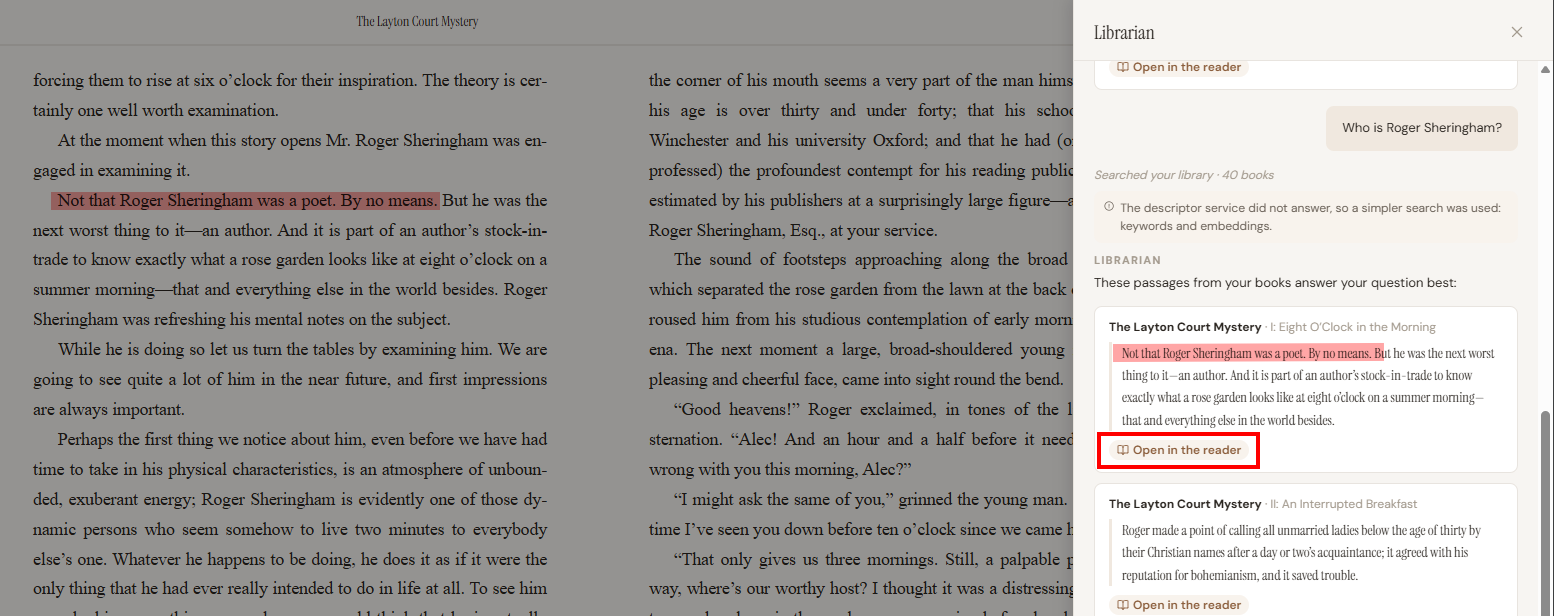 The Layton Court Mystery
forcing them to rise at six o’clock for their inspiration. The theory is cer-
tainly one well worth examination.
At the moment when this story opens Mr. Roger Sheringham was en-
gaged in examining it.
Not that Roger Sheringham was a poet. By no means. But he was the
next worst thing to it—an author. And it is part of an author’s stock-in-
trade to know exactly what a rose garden looks like at eight o’clock on a
summer morning—that and everything else in the world besides. Roger
Sheringham was refreshing his mental notes on the subject.
While he is doing so let us turn the tables by examining him. We are
going to see quite a lot of him in the near future, and first impressions
are always important.
Perhaps the first thing we notice about him, even before we have had
time to take in his physical characteristics, is an atmosphere of unboun-
ded, exuberant energy; Roger Sheringham is evidently one of those dy-
namic persons who seem somehow to live two minutes to everybody
else’s one. Whatever he happens to be doing, he does it as if it were the
only thing that he had ever really intended to do in life at all. To see him
the corner of his mouth seems a very part of the man hims
his age is over thirty and under forty; that his schoo
Winchester and his university Oxford; and that he had (o
professed) the profoundest contempt for his reading public
estimated by his publishers at a surprisingly large figure—a
Roger Sheringham, Esq., at your service.
The sound of footsteps approaching along the broad
which separated the rose garden from the lawn at the back
roused him from his studious contemplation of early morn
ena. The next moment a large, broad-shouldered young
pleasing and cheerful face, came into sight round the bend.
“Good heavens!” Roger exclaimed, in tones of the l
sternation. “Alec! And an hour and a half before it need
wrong with you this morning, Alec?”
“I might ask the same of you,” grinned the young man.
time I’ve seen you down before ten o’clock since we came h
“That only gives us three mornings. Still, a palpable p
way, where’s our worthy host? I thought it was a distressing
Librarian
Open in the reader
Who is Roger Sheringham?
Searched your library · 40 books
The descriptor service did not answer, so a simpler search was used:
keywords and embeddings.
LIBRARIAN
These passages from your books answer your question best:
The Layton Court Mystery · I: Eight O’Clock in the Morning
Not that Roger Sheringham was a poet. By no means. But he was the next worst
thing to it—an author. And it is part of an author’s stock-in-trade to know
exactly what a rose garden looks like at eight o’clock on a summer morning—
that and everything else in the world besides.
Open in the reader
The Layton Court Mystery · II: An Interrupted Breakfast
Roger made a point of calling all unmarried ladies below the age of thirty by
their Christian names after a day or two’s acquaintance; it agreed with his
reputation for bohemianism, and it saved trouble.
Open in the reader